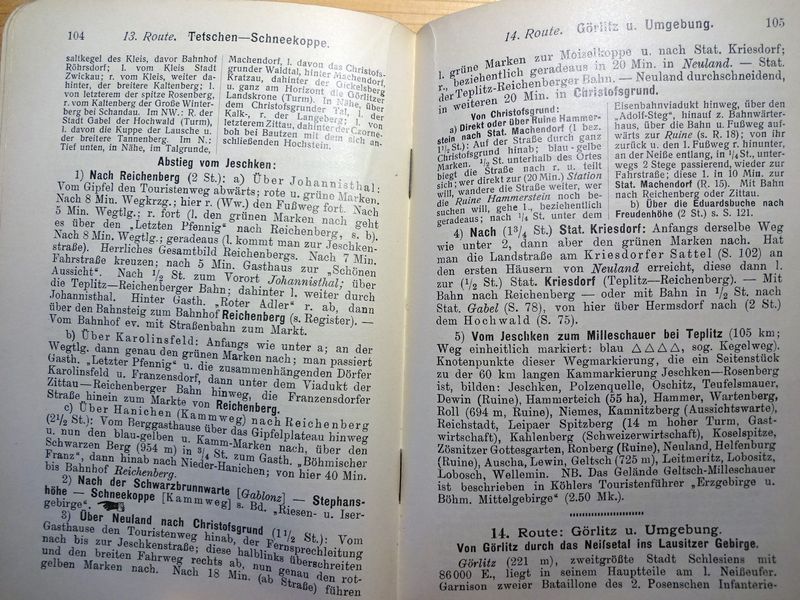 104 13. Route. Tetschen—Schneekoppe.
saltkegel des Kleis, davor Bahnhof
Röhrsdorf; l. vom Kleis Stadt
Zwickau; r. vom Kleis, weiter da-
hinter, der breitere Kaltenberg; l.
von letzterem der spitze Rosenberg,
r. vom Kaltenberg der Große Winter-
berg bei Schandau. Im NW.: R. der
Stadt Gabel der Hochwald (Turm),
l. davon die Kuppe der Lausche u.
der breitere Tannenberg. Im N.:
Tief unten, in Nähe, im Talgrunde,
Machendorf, l. davon das Christofs-
grunder Waldtal, hinter Machendorf
Kratzau, dahinter der Gickelsberg
u. ganz am Horizont die Görlitzer
Landskrone (Turm). In Nähe, über
dem Christofsgrunder Tal, l. der
Kalk-, r. der Langeberg; l. von
letzterem Zittau, dahinter der Czorne-
boh bei Bautzen mit dem sich an-
schließenden Hochstein.
Abstieg vom Jeschken:
1) Nach Reichenberg (2 St.): a) Über Johannisthal:
Vom Gipfel den Touristenweg abwärts; rote u. grüne Marken.
Nach 8 Min. Wegkrzg.; hier r. (Ww.) den Fußweg fort. Nach
5 Min. Wegtlg.; r. fort (l. den grünen Marken nach geht
es über den „Letzten Pfennig“ nach Reichenberg, s. b).
Nach 8 Min. Wegtlg.; geradeaus (l. kommt man zur Jeschken-
straße). Herrliches Gesamtbild Reichenbergs. Nach 7 Min.
Fahrstraße kreuzen; nach 5 Min. Gasthaus zur „Schönen
Aussicht“. Nach ½ St. zum Vorort Johannisthal; über
die Teplitz—Reichenberger Bahn; dahinter l. weiter durch
Johannisthal. Hinter Gasth. „Roter Adler“ r. ab, dann
über den Bahnsteig zum Bahnhof Reichenberg (s. Register). —
Vom Bahnhof ev. mit Straßenbahn zum Markt.
b) Über Karolinsfeld: Anfangs wie unter a; an der
Wegtlg. dann genau den grünen Marken nach; man passiert
Gasth. „Letzter Pfennig“ u. die zusammenhängenden Dörfer
Karolinsfeld u. Franzensdorf, dann unter dem Viadukt der
Zittau—Reichenberger Bahn hinweg, die Franzensdorfer
Straße hinein zum Markte von Reichenberg.
c) Über Hanichen (Kammweg) nach Reichenberg
(2½ St.): Vom Berggasthause über das Gipfelplateau hinweg
u. nun den blau-gelben u. Kamm-Marken nach, über den
Schwarzen Berg (954 m) in ¾ St. zum Gasth. „Böhmischer
Franz“, dann hinab nach Nieder-Hanichen; von hier 40 Min.
bis Bahnhof Reichenberg.
2) Nach der Schwarzbrunnwarte [Gablonz] — Stephans-
höhe — Schneekoppe [Kammweg] s. Bd. „Riesen- u. Iser-
gebirge“.
3) Über Neuland nach Christofsgrund (1½ St.): Vom
Gasthause den Touristenweg hinab, der Fernsprechleitung
nach bis zur Jeschkenstraße; diese halblinks überschreiten
und den breiten Fahrweg rechts ab, nun genau den rot-
gelben Marken nach. Nach 18 Min. (ab Straße) führen
14. Route. Görlitz u. Umgebung. 105
l. grüne Marken zur Moiselkoppe u. nach Stat. Kriesdorf;
r., beziehentlich geradeaus in 20 Min. in Neuland. — Stat.
der Teplitz-Reichenberger Bahn. — Neuland durchschneidend,
in weiteren 20 Min. in Christofsgrund.
Von Christofsgrund:
a) Direkt oder über Ruine Hammer-
stein nach Stat. Machendorf (1 bez.
1½ St.): Auf der Straße durch ganz
Christofsgrund hinab; blau-gelbe
Marken. ½ St. unterhalb des Ortes
biegt die Straße nach r. u. teilt
sich; wer direkt (20 Min.) Station
will, wandere die Straße weiter, wer
die Ruine Hammerstein noch be-
suchen will, gehe l., beziehentlich
geradeaus; nach ¼ St. unter dem
Eisenbahnviadukt hinweg, über den
„Adolf-Steg“, hinauf z. Bahnwärter-
hause, über die Bahn u. Fußweg auf-
wärts zur Ruine (s. R. 18); von ihr
zurück u. den l. Fußweg r. hinunter,
an der Neiße entlang, in ¼ St., unter-
wegs 2 Stege passierend, wieder zur
Fahrstraße; diese l. in 10 Min. zur
Stat. Machendorf (R. 15). Mit Bahn
nach Reichenberg oder Zittau.
b) Über die Eduardsbuche nach
Freudenhöhe (2 St.) s. S. 121.
4) Nach (1¾ St.) Stat. Kriesdorf: Anfangs derselbe Weg
wie unter 2, dann aber den grünen Marken nach. Hat
man die Landstraße am Kriesdorfer Sattel (S. 102) an
den ersten Häusern von Neuland erreicht, diese dann l.
zur (½ St.) Stat. Kriesdorf (Teplitz—Reichenberg). — Mit
Bahn nach Reichenberg — oder mit Bahn in ½ St. nach
Stat. Gabel (S. 78), von hier über Hermsdorf nach (2 St.)
dem Hochwald (S. 75).
5) Vom Jeschken zum Milleschauer bei Teplitz (105 km;
Weg einheitlich markiert: blau △△△△, sog. Kegelweg).
Knotenpunkte dieser Wegmarkierung, die ein Seitenstück
zu der 60 km langen Kammmarkierung Jeschken—Rosenberg
ist, bilden: Jeschken, Polzenquelle, Oschitz, Teufelsmauer,
Dewin (Ruine), Hammerteich (55 ha), Hammer, Wartenberg,
Roll (694 m, Ruine), Niemes, Kamnitzberg (Aussichtswarte),
Reichstadt, Leipaer Spitzberg (14 m hoher Turm, Gast-
wirtschaft), Kahlenberg (Schweizerwirtschaft), Koselspitze,
Zösnitzer Gottesgarten, Ronberg (Ruine), Neuland, Helfenburg
(Ruine), Auscha, Lewin, Geltsch (725 m), Leitmeritz, Lobositz,
Lobosch, Wellemin. NB. Das Gelände Geltsch-Milleschauer
ist beschrieben in Köhlers Touristenführer „Erzgebirge u.
Böhm. Mittelgebirge“ (2.50 Mk.).
14. Route: Görlitz u. Umgebung.
Von Görlitz durch das Neißetal ins Lausitzer Gebirge.
Görlitz (221 m), zweitgrößte Stadt Schlesiens mit
86000 E., liegt in seinem Hauptteile am l. Neißeufer.
Garnison zweier Bataillone des 2. Posenschen Infanterie-